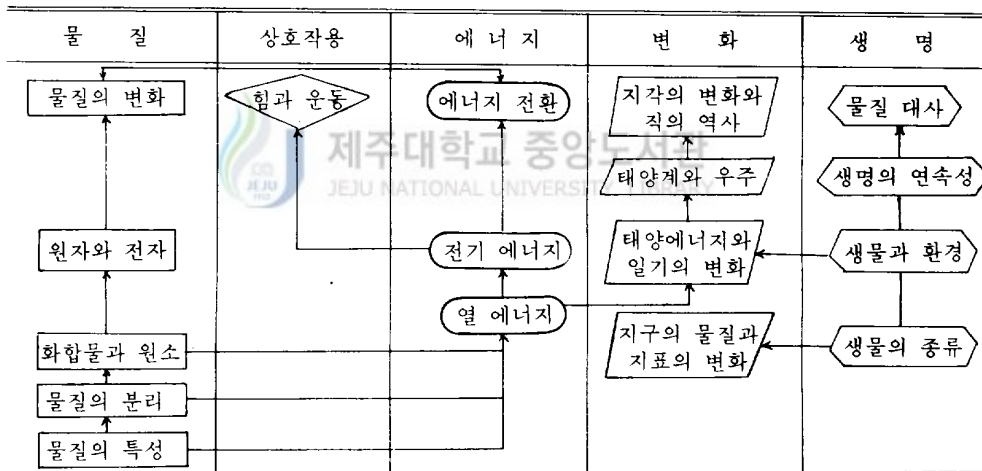 물 질
상호작용
에 너 지
변 화
생 명
물질의 변화
힘과 운동
에너지 전환
지각의 변화와
직의 역사
물질 대사
제주대학교 중앙도서관
JEJU NATIONAL UNIVERSITY LIBRARY
태양계와 우주
생명의 연속성
원자와 전자
전기 에너지
태양에너지와
일기의 변화
생물과 환경
열 에너지
화합물과 원소
지구의 물질과
지표의 변화
생물의 종류
물질의 분리
물질의 특성
JEJU